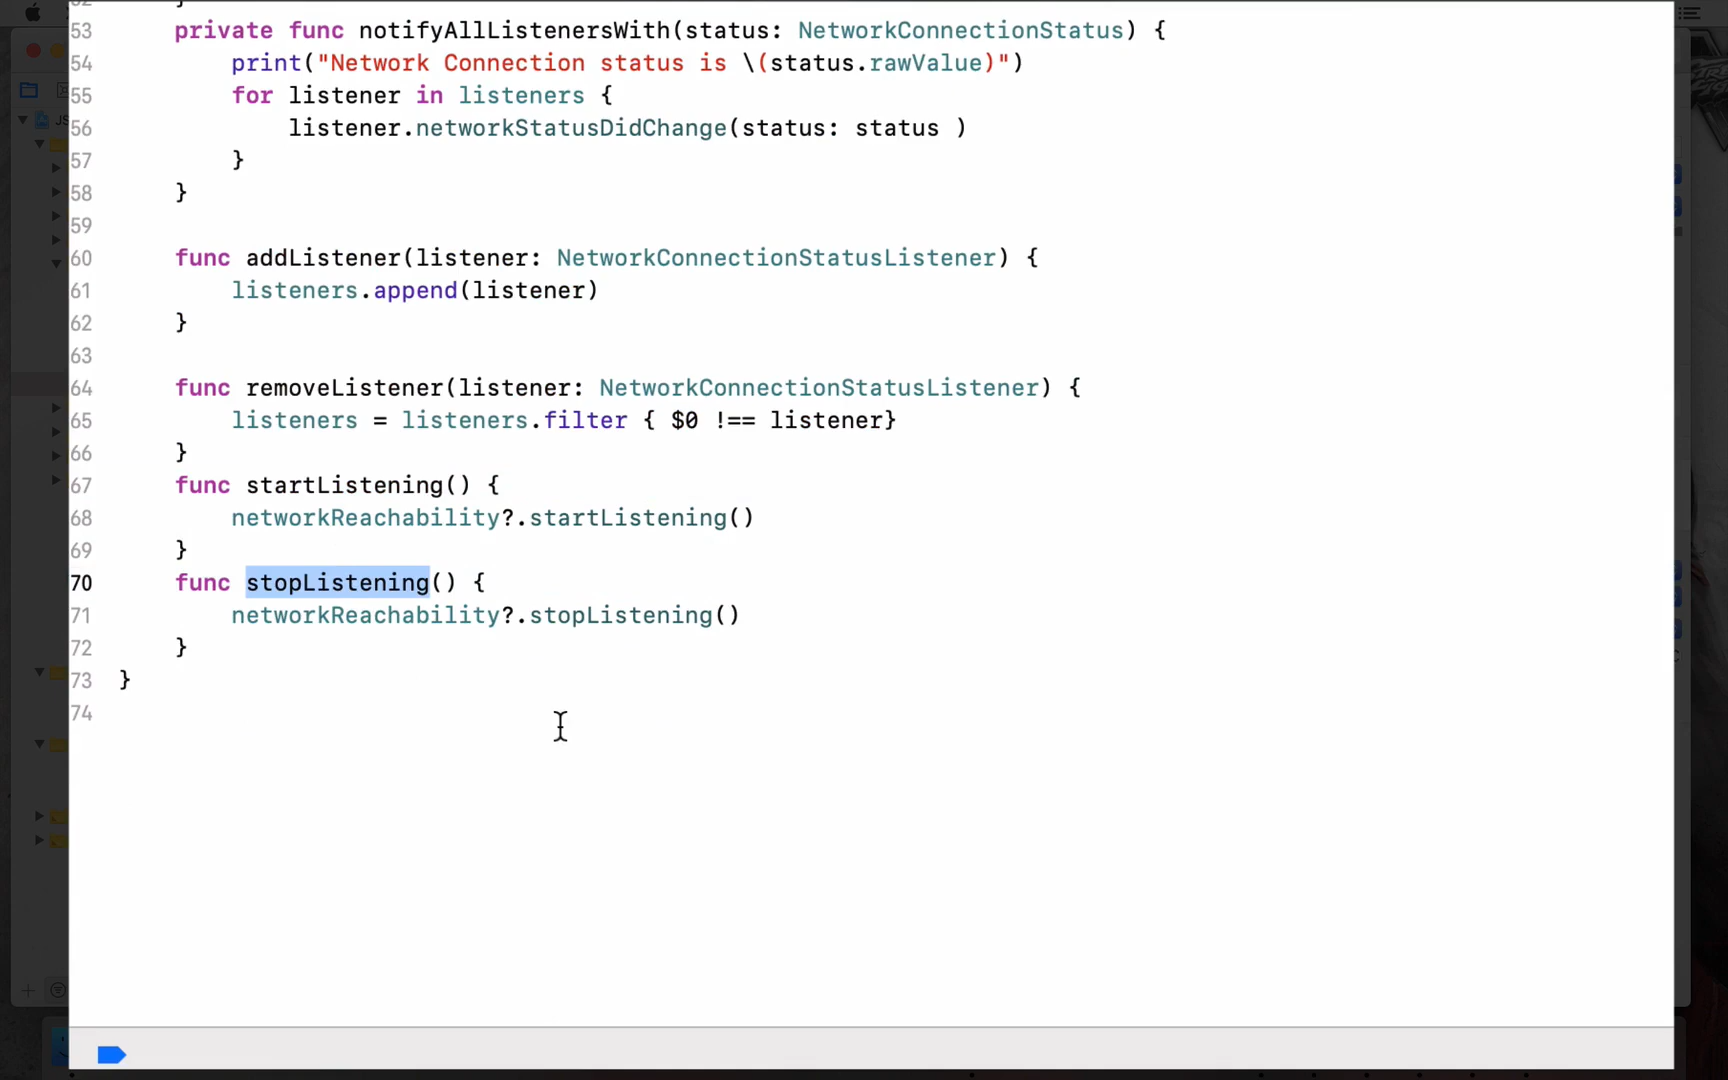 53 private func notifyAllListenersWith(status: NetworkConnectionStatus) {
54 print("Network Connection status is \(status.rawValue)")
55 for listener in listeners {
56 listener.networkStatusDidChange(status: status )
57 }
58 }
59
60 func addListener(listener: NetworkConnectionStatusListener) {
61 listeners.append(listener)
62 }
63
64 func removeListener(listener: NetworkConnectionStatusListener) {
65 listeners = listeners.filter { $0 !== listener}
66 }
67 func startListening() {
68 networkReachability?.startListening()
69 }
70 func stopListening() {
71 networkReachability?.stopListening()
72 }
73 }
74